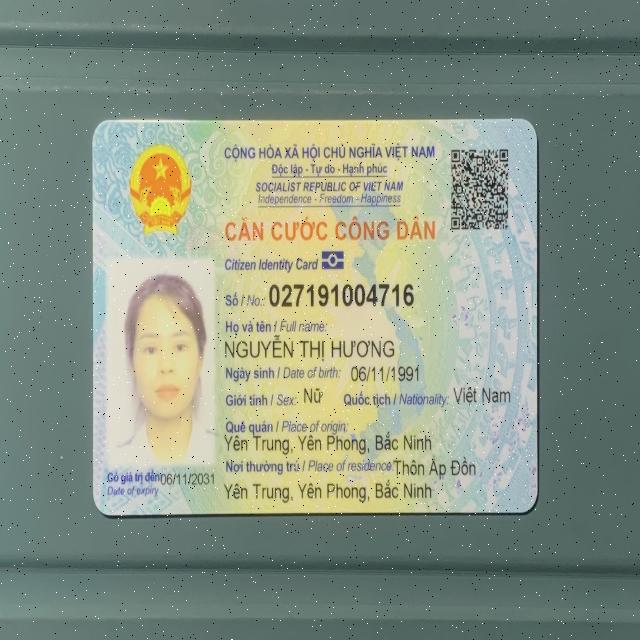 CỘNG HÒA XÃ HỘI CHỦ NGHĨA VIỆT NAM
Độc lập - Tự do - Hạnh phúc
SOCIALIST REPUBLIC OF VIET NAM
Independence - Freedom - Happiness
CĂN CƯỚC CÔNG DÂN
Citizen Identity Card
Số / No.: 027191004716
Họ và tên / Full name:
NGUYỄN THỊ HƯƠNG
Ngày sinh / Date of birth: 06/11/1991
Giới tính / Sex: Nữ Quốc tịch / Nationality: Việt Nam
Quê quán / Place of origin:
Yên Trung, Yên Phong, Bắc Ninh
Nơi thường trú / Place of residence: Thôn Ấp Đồn
Yên Trung, Yên Phong, Bắc Ninh
Có giá trị đến: 06/11/2031
Date of expiry